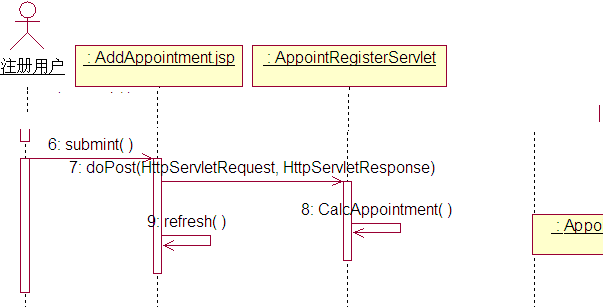 注册用户
: AddAppointment.jsp
: AppointRegisterServlet
6: submint( )
7: doPost(HttpServletRequest, HttpServletResponse)
8: CalcAppointment( )
9: refresh( )
: Appo